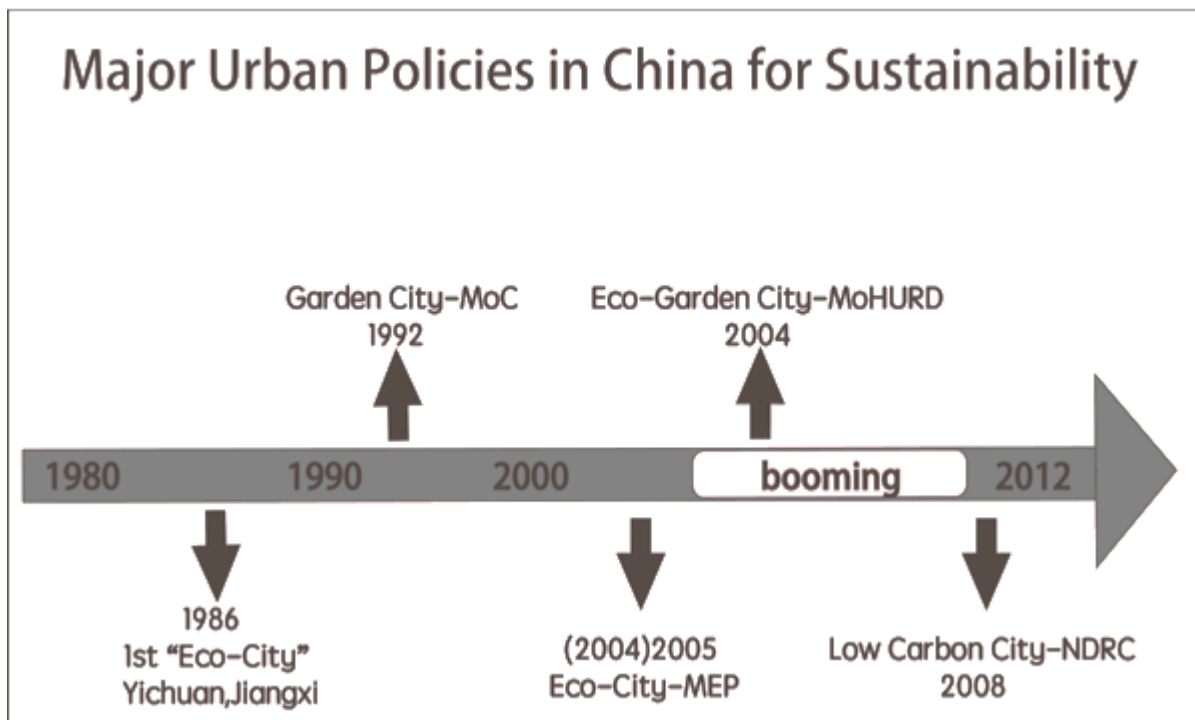 Major Urban Policies in China for Sustainability
Garden City-MoC
1992
Eco-Garden City-MoHURD
2004
1980
1990
2000
booming
2012
1986
1st “Eco-City”
Yichuan,Jiangxi
(2004)2005
Eco-City-MEP
Low Carbon City-NDRC
2008